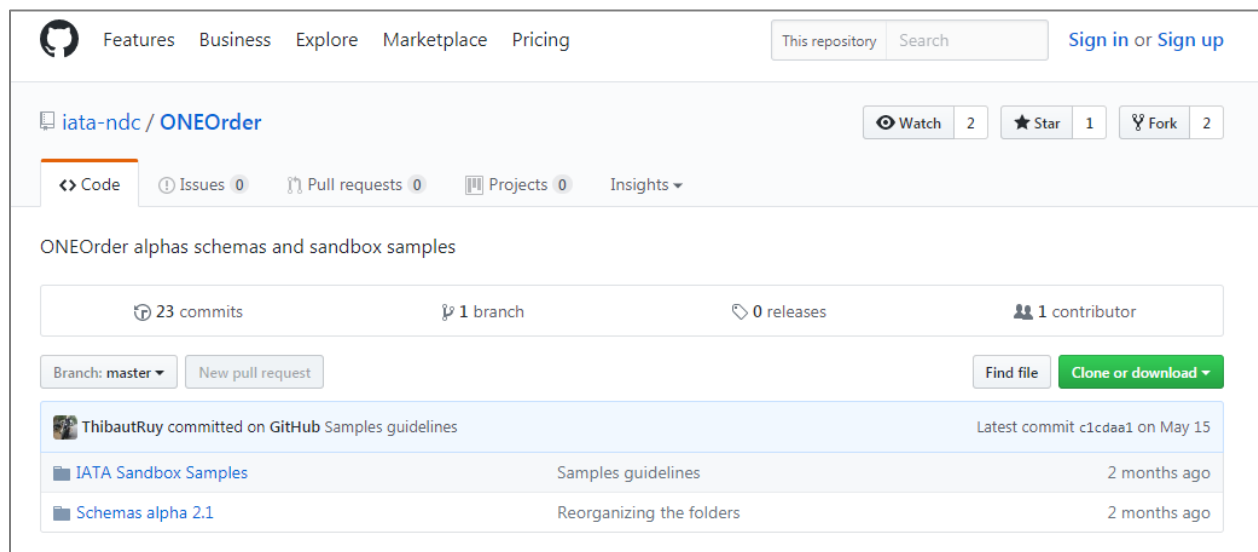 Features Business Explore Marketplace Pricing This repository Search Sign in or Sign up
iata-ndc / ONEOrder Watch 2 Star 1 Fork 2
Code Issues 0 Pull requests 0 Projects 0 Insights
ONEOrder alphas schemas and sandbox samples
23 commits 1 branch 0 releases 1 contributor
Branch: master New pull request Find file Clone or download
ThibautRuy committed on GitHub Samples guidelines Latest commit c1cdaa1 on May 15
IATA Sandbox Samples Samples guidelines 2 months ago
Schemas alpha 2.1 Reorganizing the folders 2 months ago